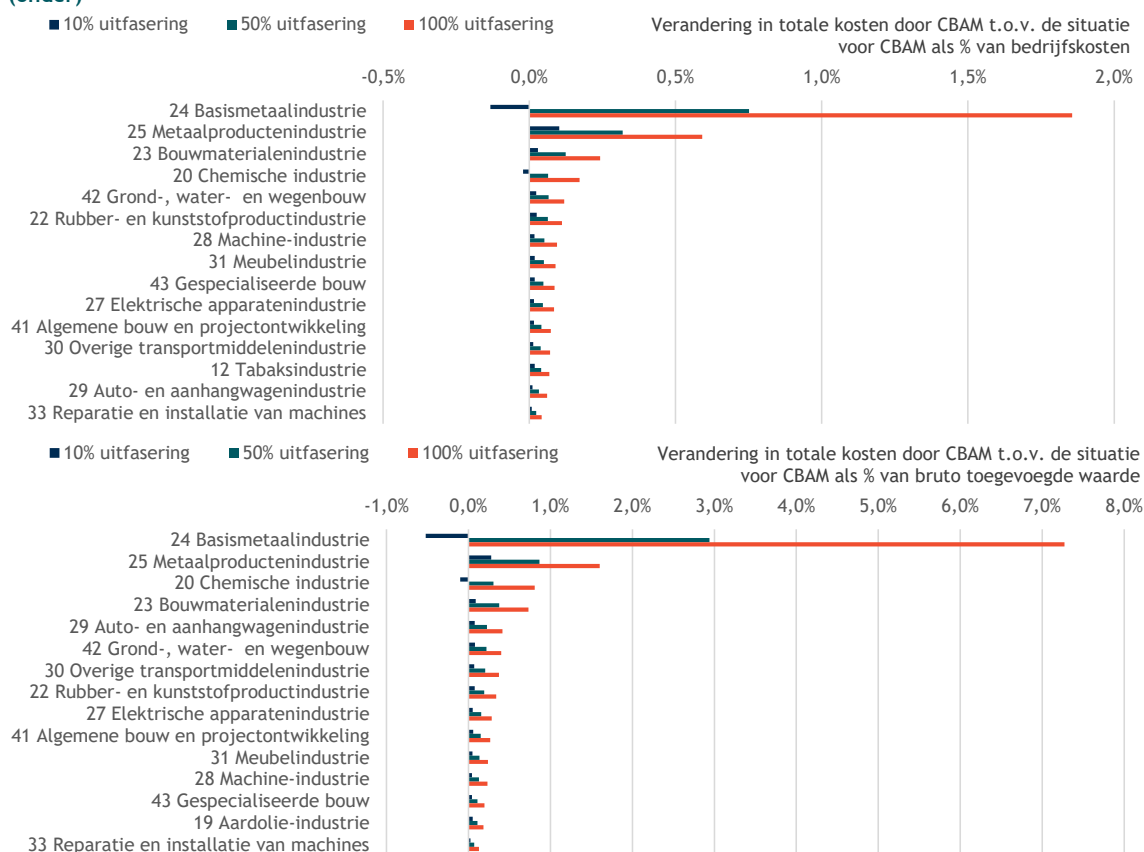 (onder)
10% uitfasering 50% uitfasering 100% uitfasering
Verandering in totale kosten door CBAM t.o.v. de situatie
voor CBAM als % van bedrijfskosten
-0,5% 0,0% 0,5% 1,0% 1,5% 2,0%
24 Basismetaalindustrie
25 Metaalproductenindustrie
23 Bouwmaterialenindustrie
20 Chemische industrie
42 Grond-, water- en wegenbouw
22 Rubber- en kunststofproductindustrie
28 Machine-industrie
31 Meubelindustrie
43 Gespecialiseerde bouw
27 Elektrische apparatenindustrie
41 Algemene bouw en projectontwikkeling
30 Overige transportmiddelenindustrie
12 Tabaksindustrie
29 Auto- en aanhangwagenindustrie
33 Reparatie en installatie van machines
10% uitfasering 50% uitfasering 100% uitfasering
Verandering in totale kosten door CBAM t.o.v. de situatie
voor CBAM als % van bruto toegevoegde waarde
-1,0% 0,0% 1,0% 2,0% 3,0% 4,0% 5,0% 6,0% 7,0% 8,0%
24 Basismetaalindustrie
25 Metaalproductenindustrie
20 Chemische industrie
23 Bouwmaterialenindustrie
29 Auto- en aanhangwagenindustrie
42 Grond-, water- en wegenbouw
30 Overige transportmiddelenindustrie
22 Rubber- en kunststofproductindustrie
27 Elektrische apparatenindustrie
41 Algemene bouw en projectontwikkeling
31 Meubelindustrie
28 Machine-industrie
43 Gespecialiseerde bouw
19 Aardolie-industrie
33 Reparatie en installatie van machines